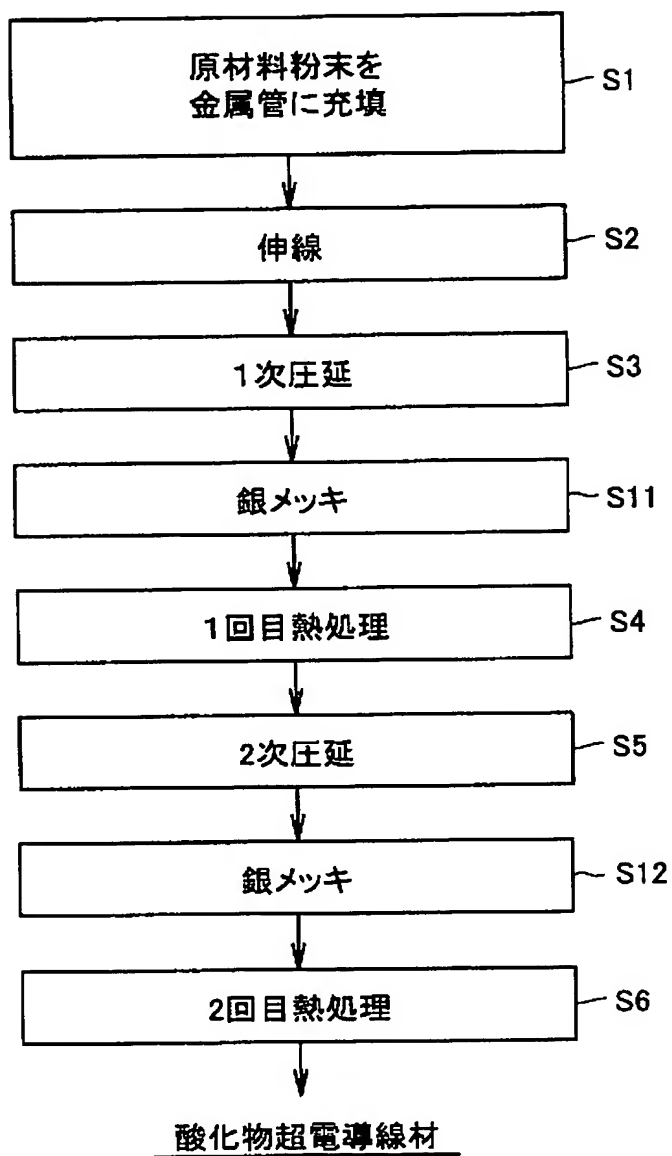 原材料粉末を
金属管に充填
S1
伸線
S2
1次圧延
S3
銀メッキ
S11
1回目熱処理
S4
2次圧延
S5
銀メッキ
S12
2回目熱処理
S6
酸化物超電導線材